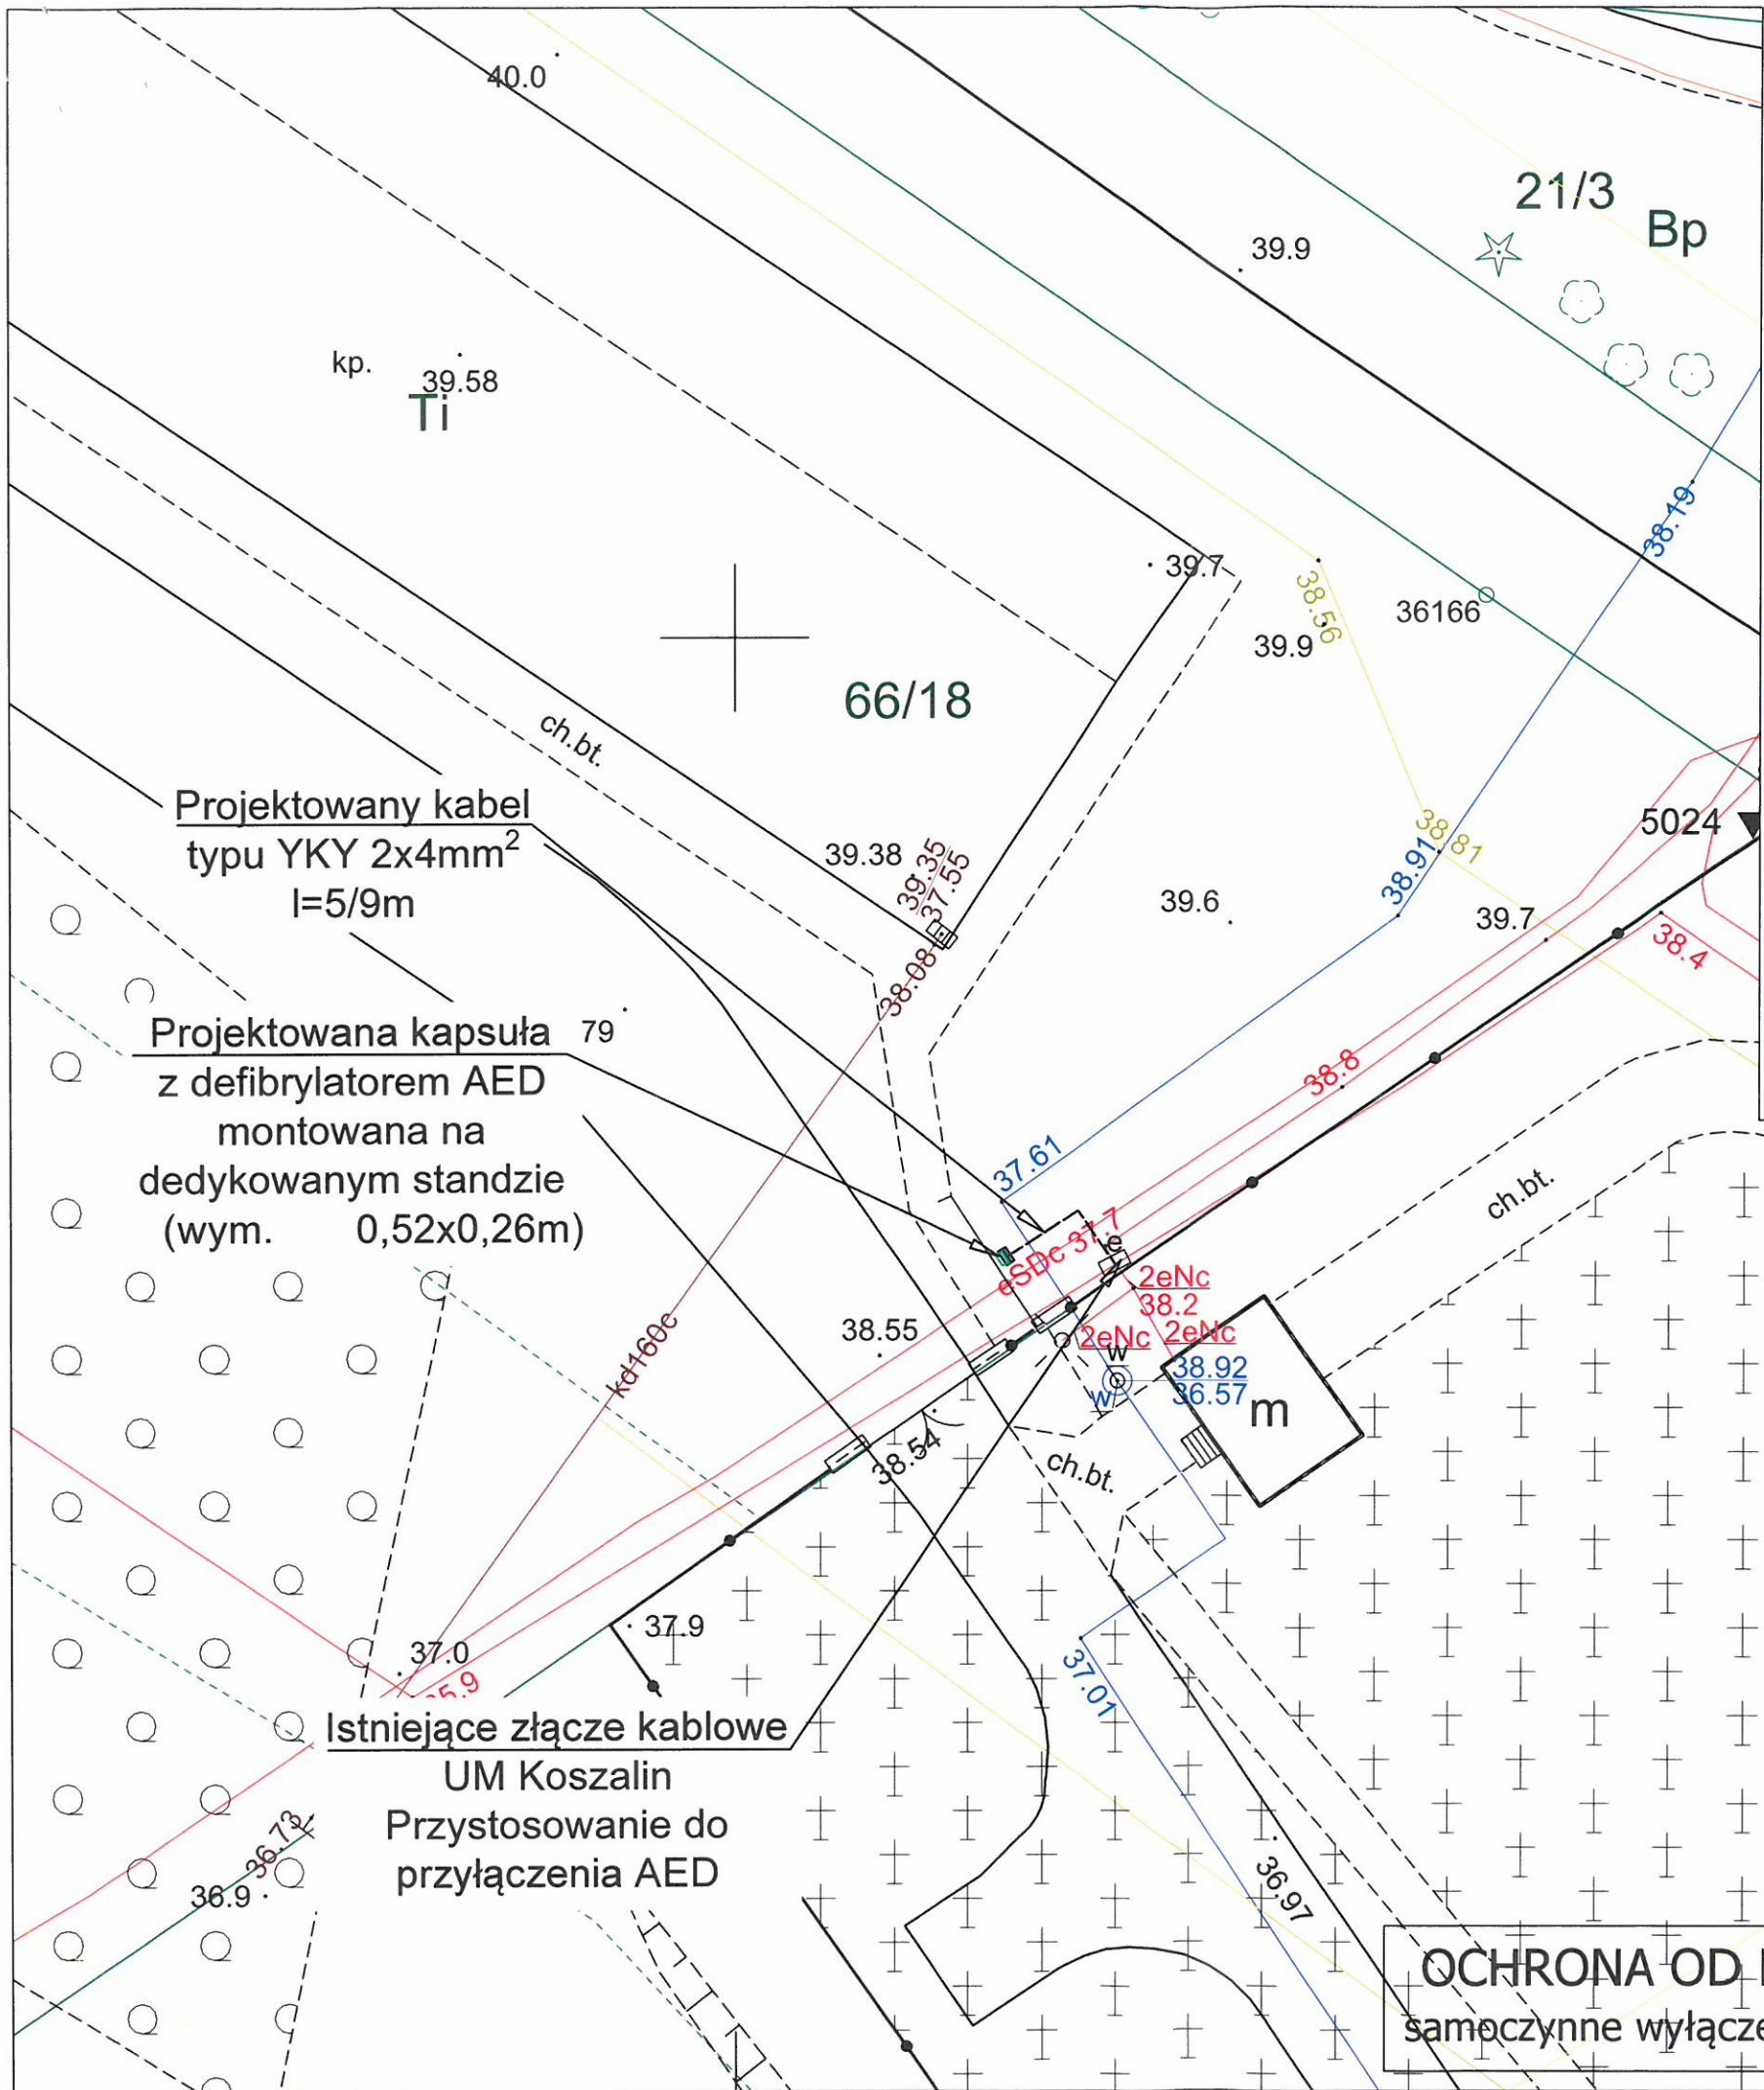 40.0
21/3
Bp
39.9
kp.
39.58
Ti
38.19
39.7
38.56
36166
39.9
66/18
ch.bt.
Projektowany kabel
typu YKY 2x4mm²
l=5/9m
39.38
39.35
37.55
38.81
38.91
5024
39.6
39.7
38.4
38.08
Projektowana kapsuła
79
z defibrylatorem AED
montowana na
dedykowanym standzie
(wym. 0,52x0,26m)
38.8
37.61
ch.bt.
eSDc 37.7
e
2eNc
38.2
2eNc
2eNc
38.55
kd160c
w
38.92
36.57
w
m
38.54
ch.bt.
37.9
37.0
37.01
Istniejące złącze kablowe
UM Koszalin
Przystosowanie do
przyłączenia AED
36.73
36.9
36.97
OCHRONA OD
samoczynne